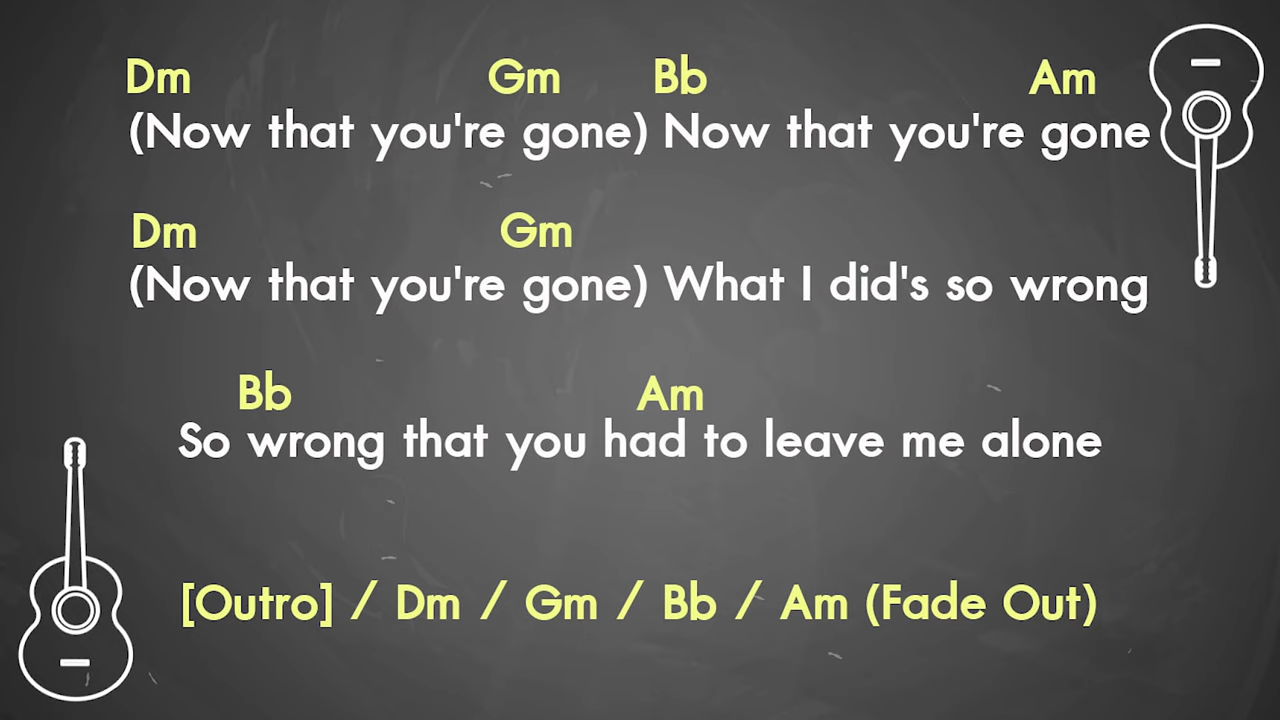 Dm Gm Bb Am
(Now that you're gone) Now that you're gone
Dm Gm
(Now that you're gone) What I did's so wrong
Bb Am
So wrong that you had to leave me alone
[Outro] / Dm / Gm / Bb / Am (Fade Out)